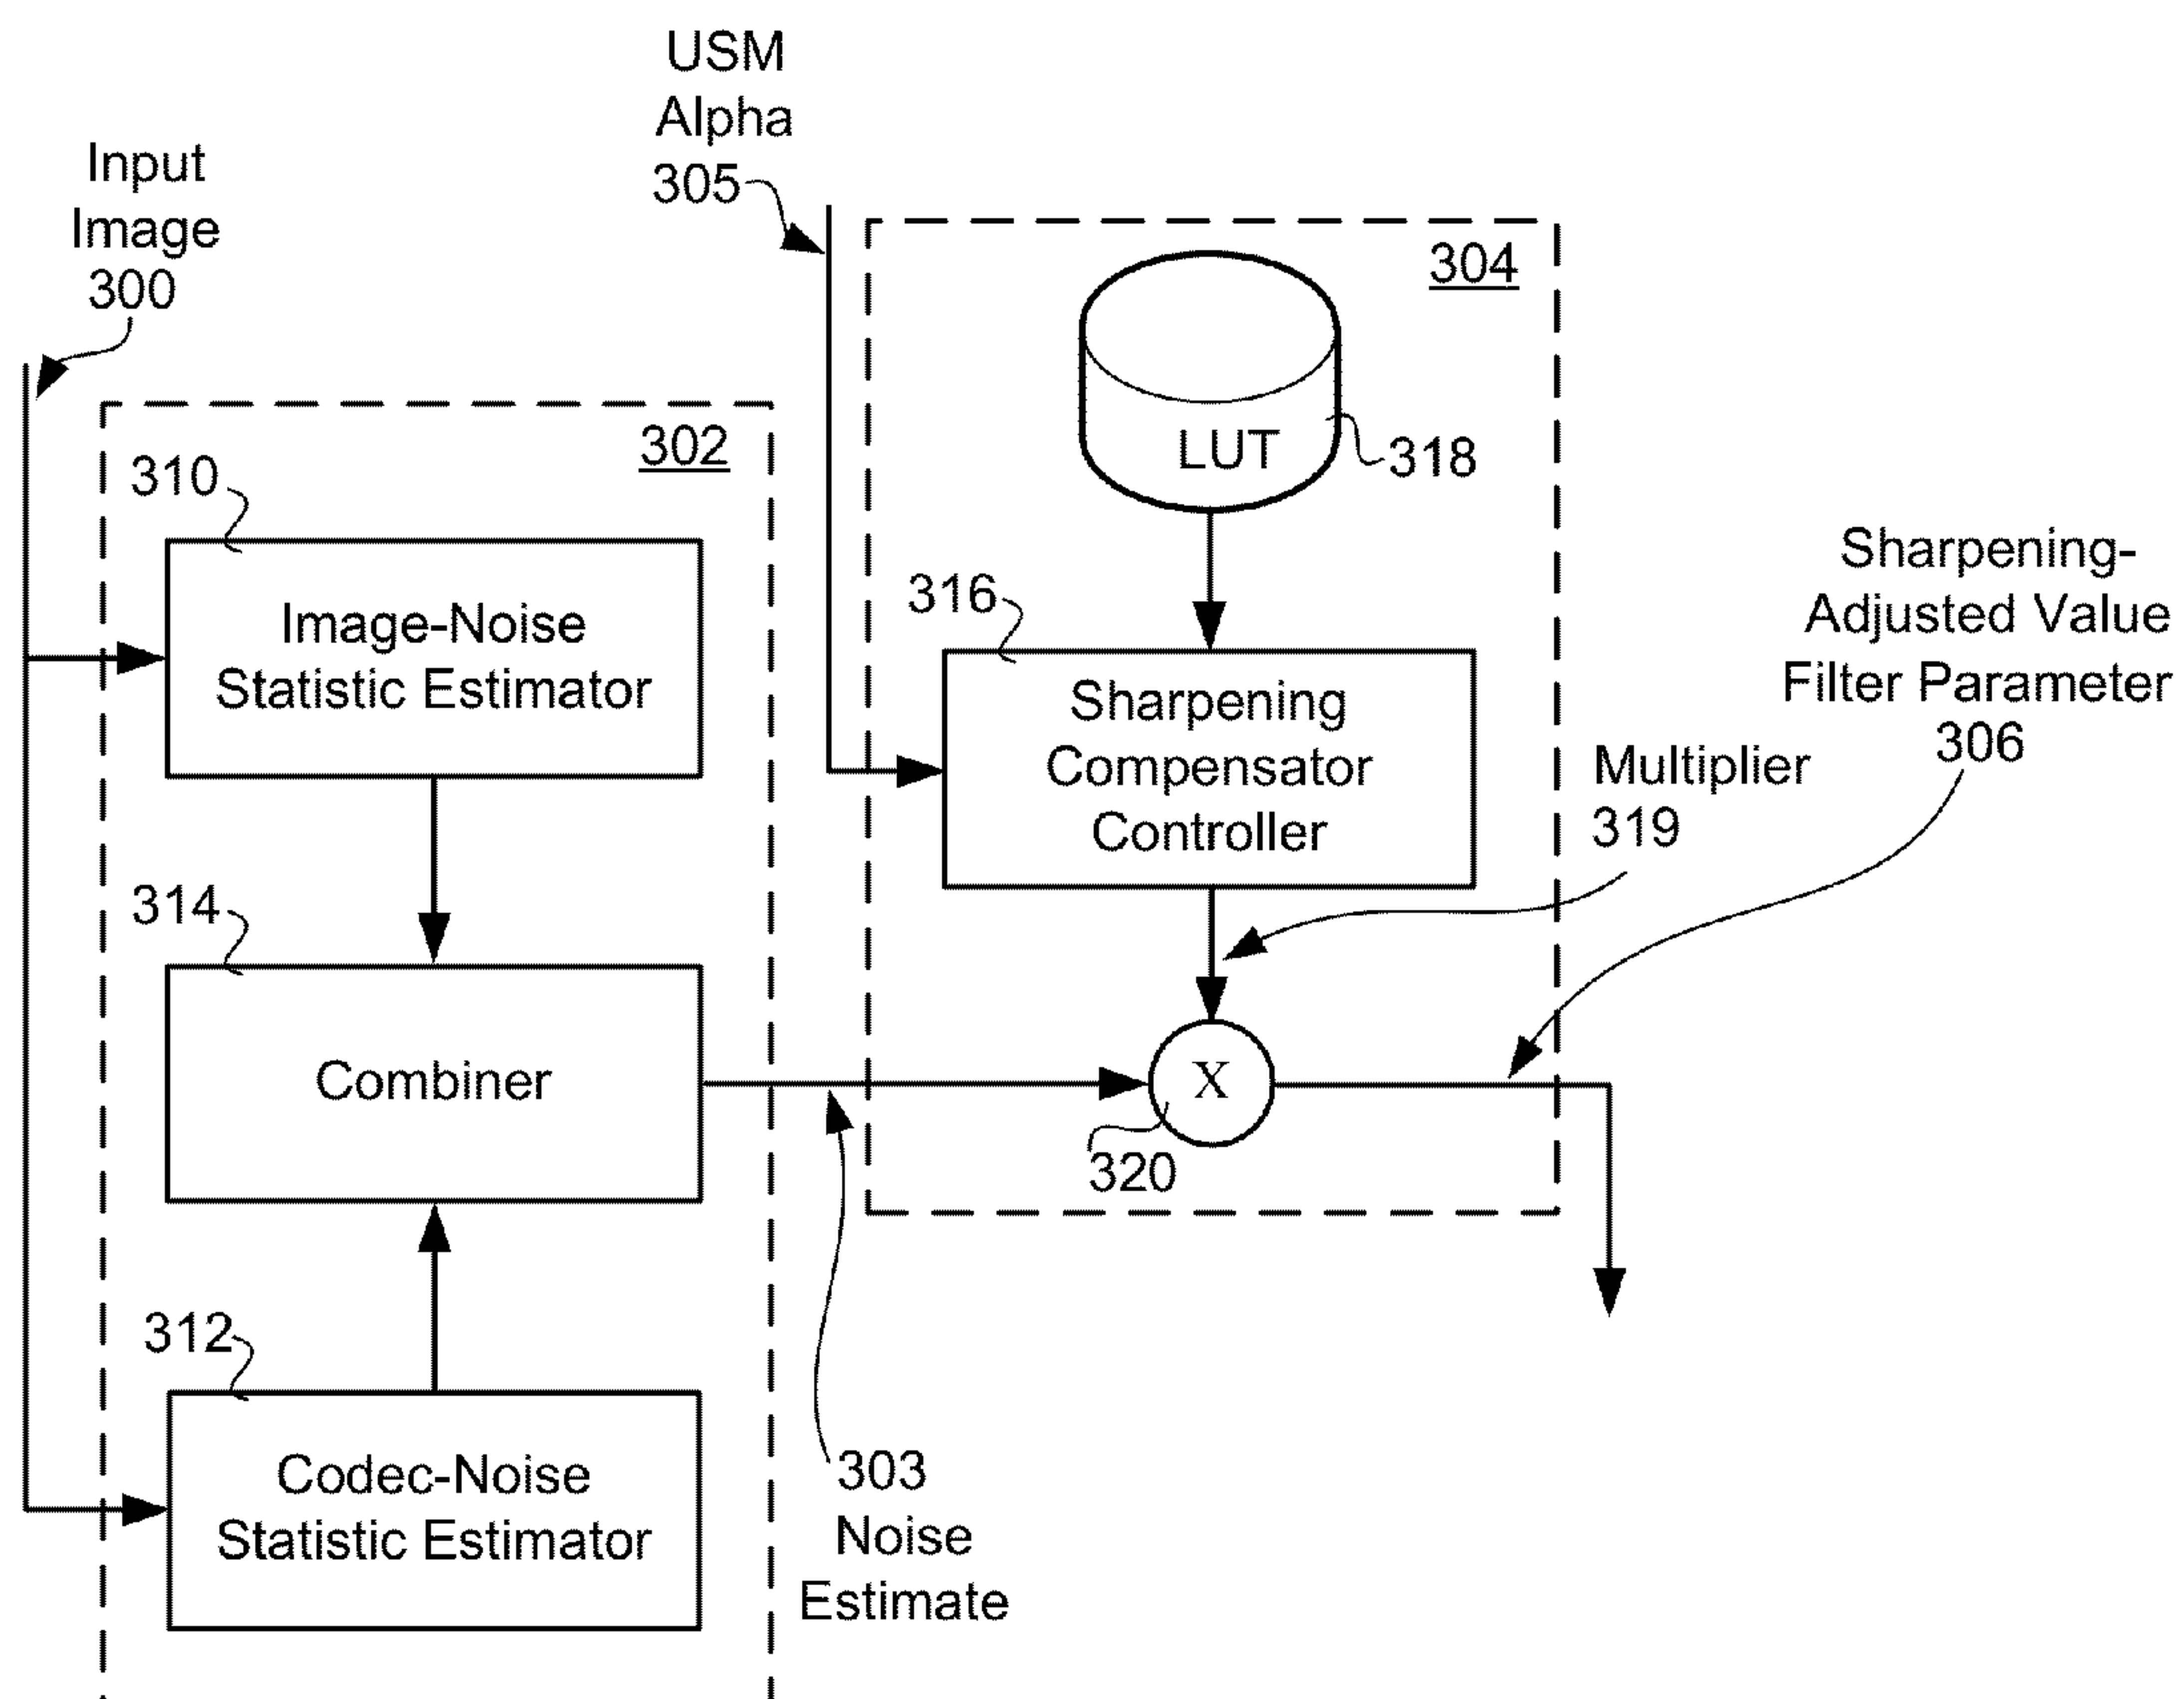 USM
Alpha
305
Input
Image
300
304
LUT
318
302
310
Image-Noise
Statistic Estimator
316
Sharpening
Compensator
Controller
Sharpening-
Adjusted Value
Filter Parameter
306
Multiplier
319
314
Combiner
X
320
312
Codec-Noise
Statistic Estimator
303
Noise
Estimate